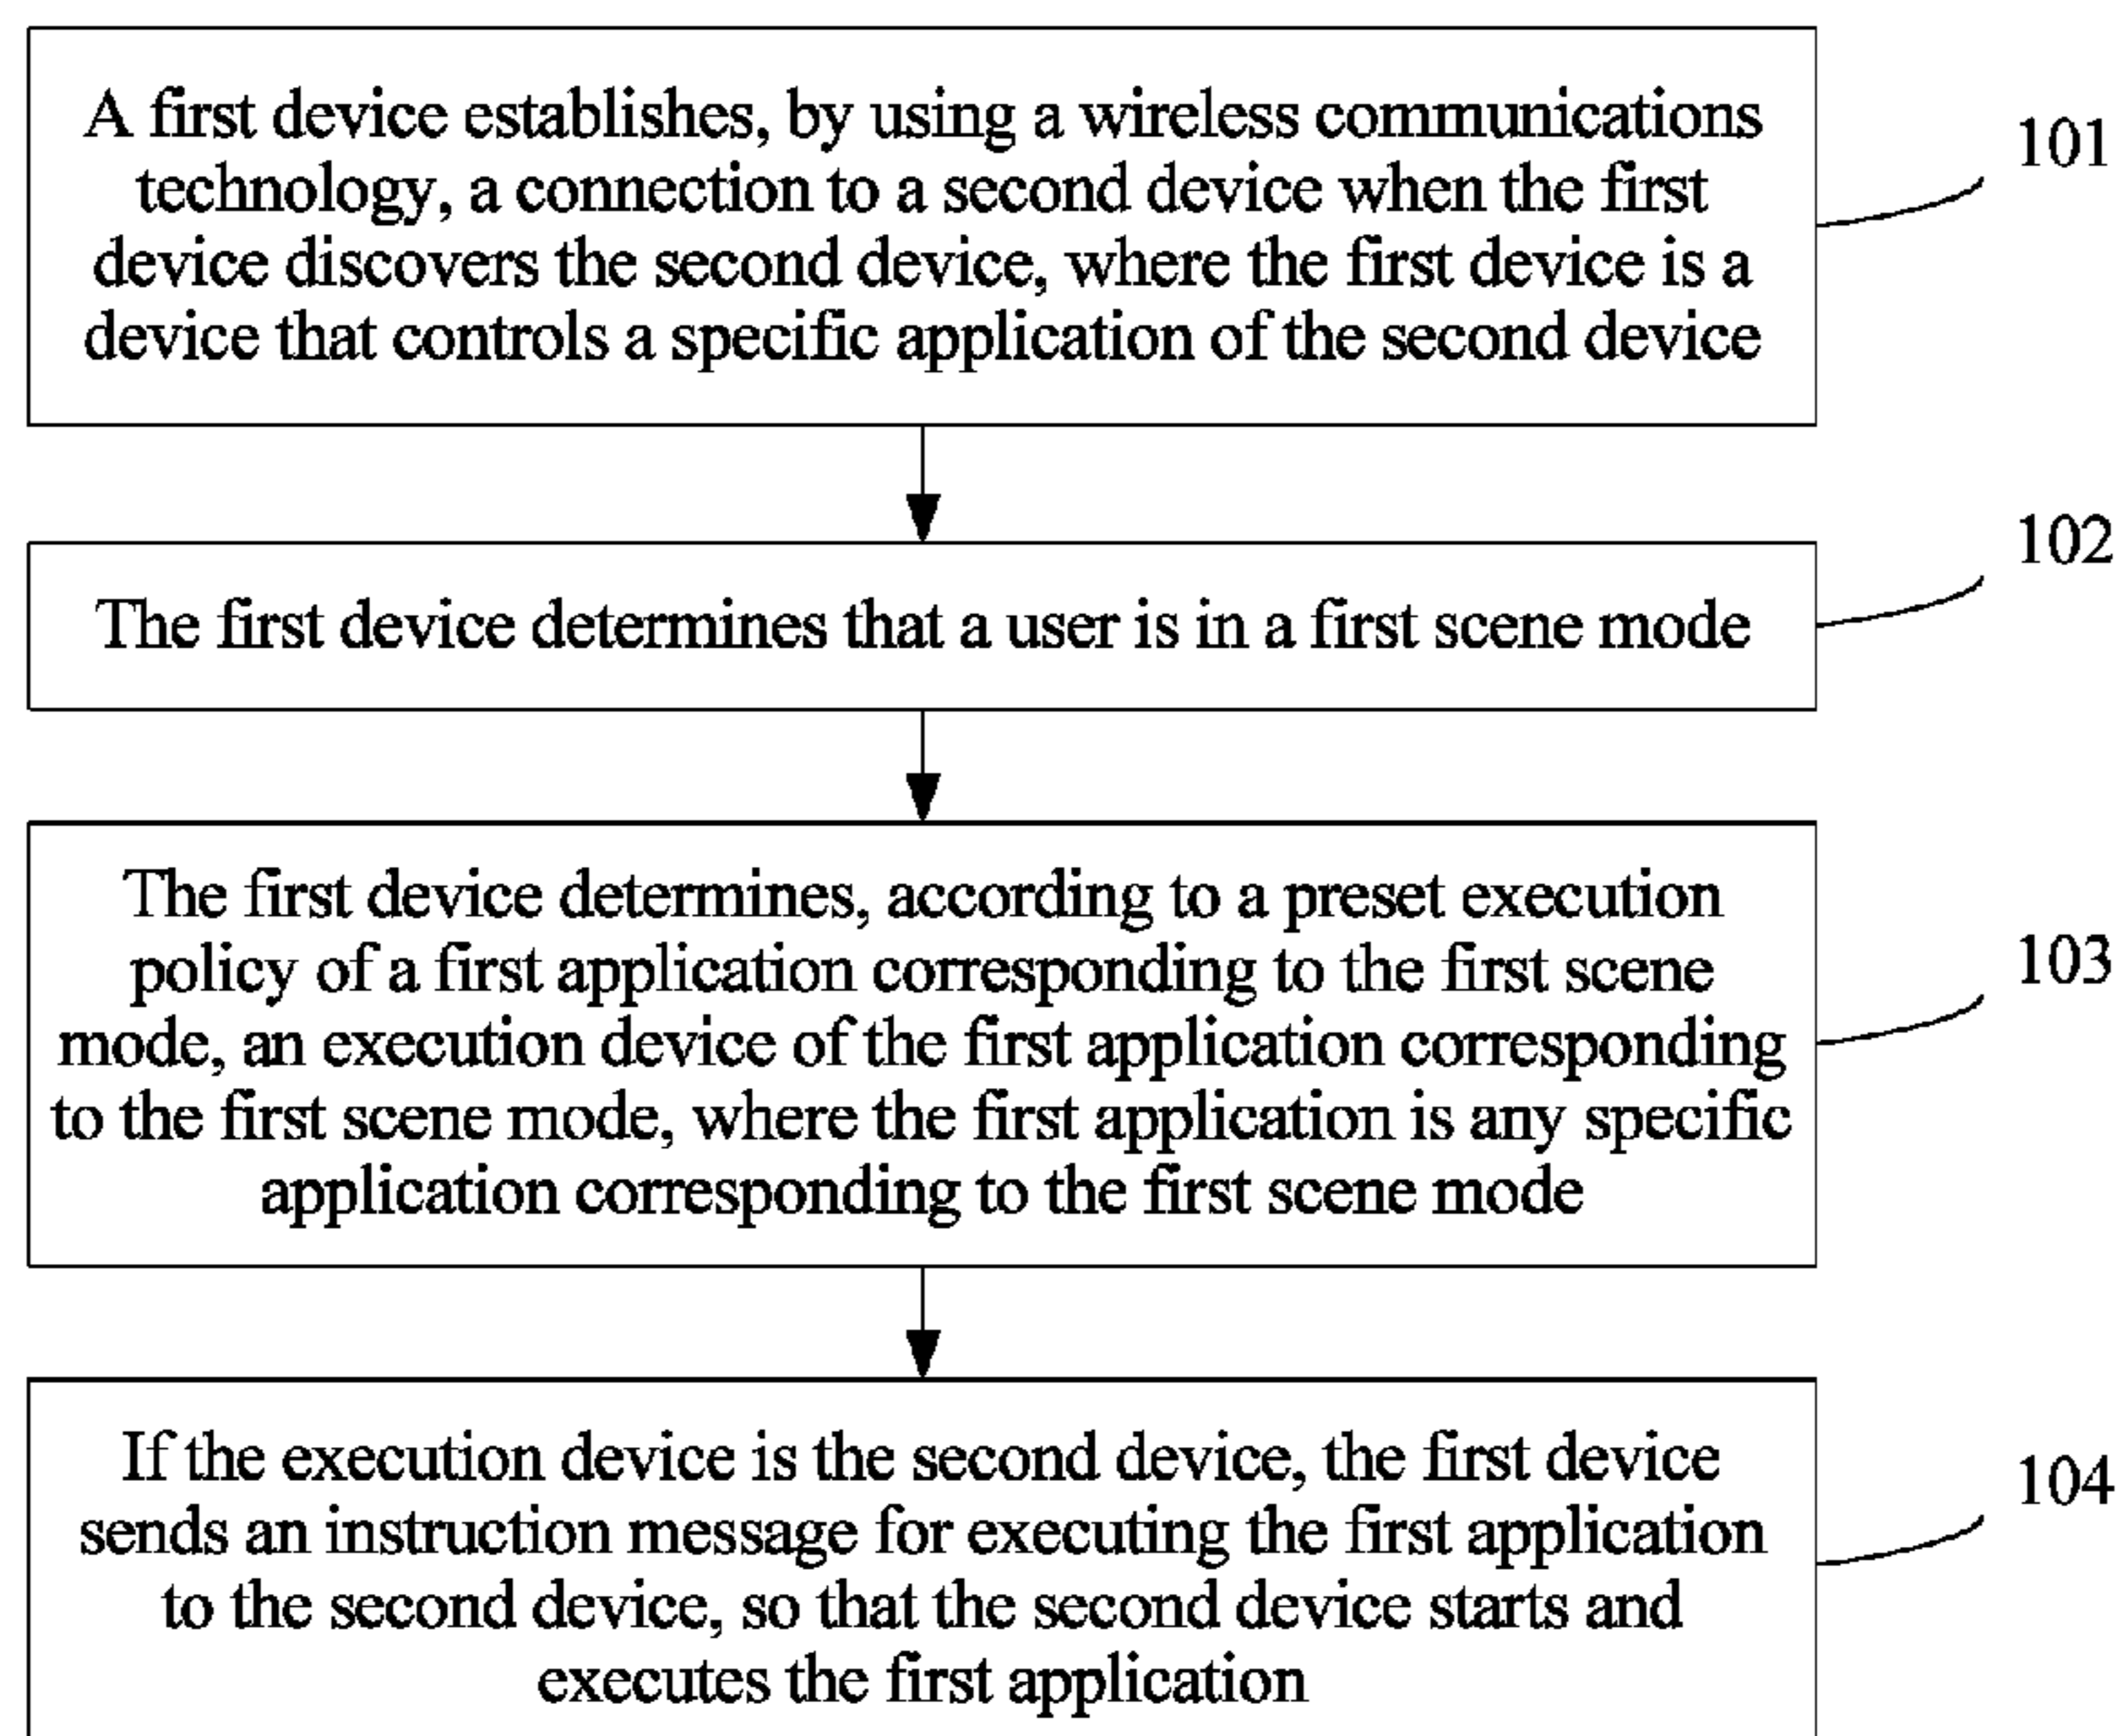 A first device establishes, by using a wireless communications
technology, a connection to a second device when the first
device discovers the second device, where the first device is a
device that controls a specific application of the second device
101
The first device determines that a user is in a first scene mode
102
The first device determines, according to a preset execution
policy of a first application corresponding to the first scene
mode, an execution device of the first application corresponding
to the first scene mode, where the first application is any specific
application corresponding to the first scene mode
103
If the execution device is the second device, the first device
sends an instruction message for executing the first application
to the second device, so that the second device starts and
executes the first application
104